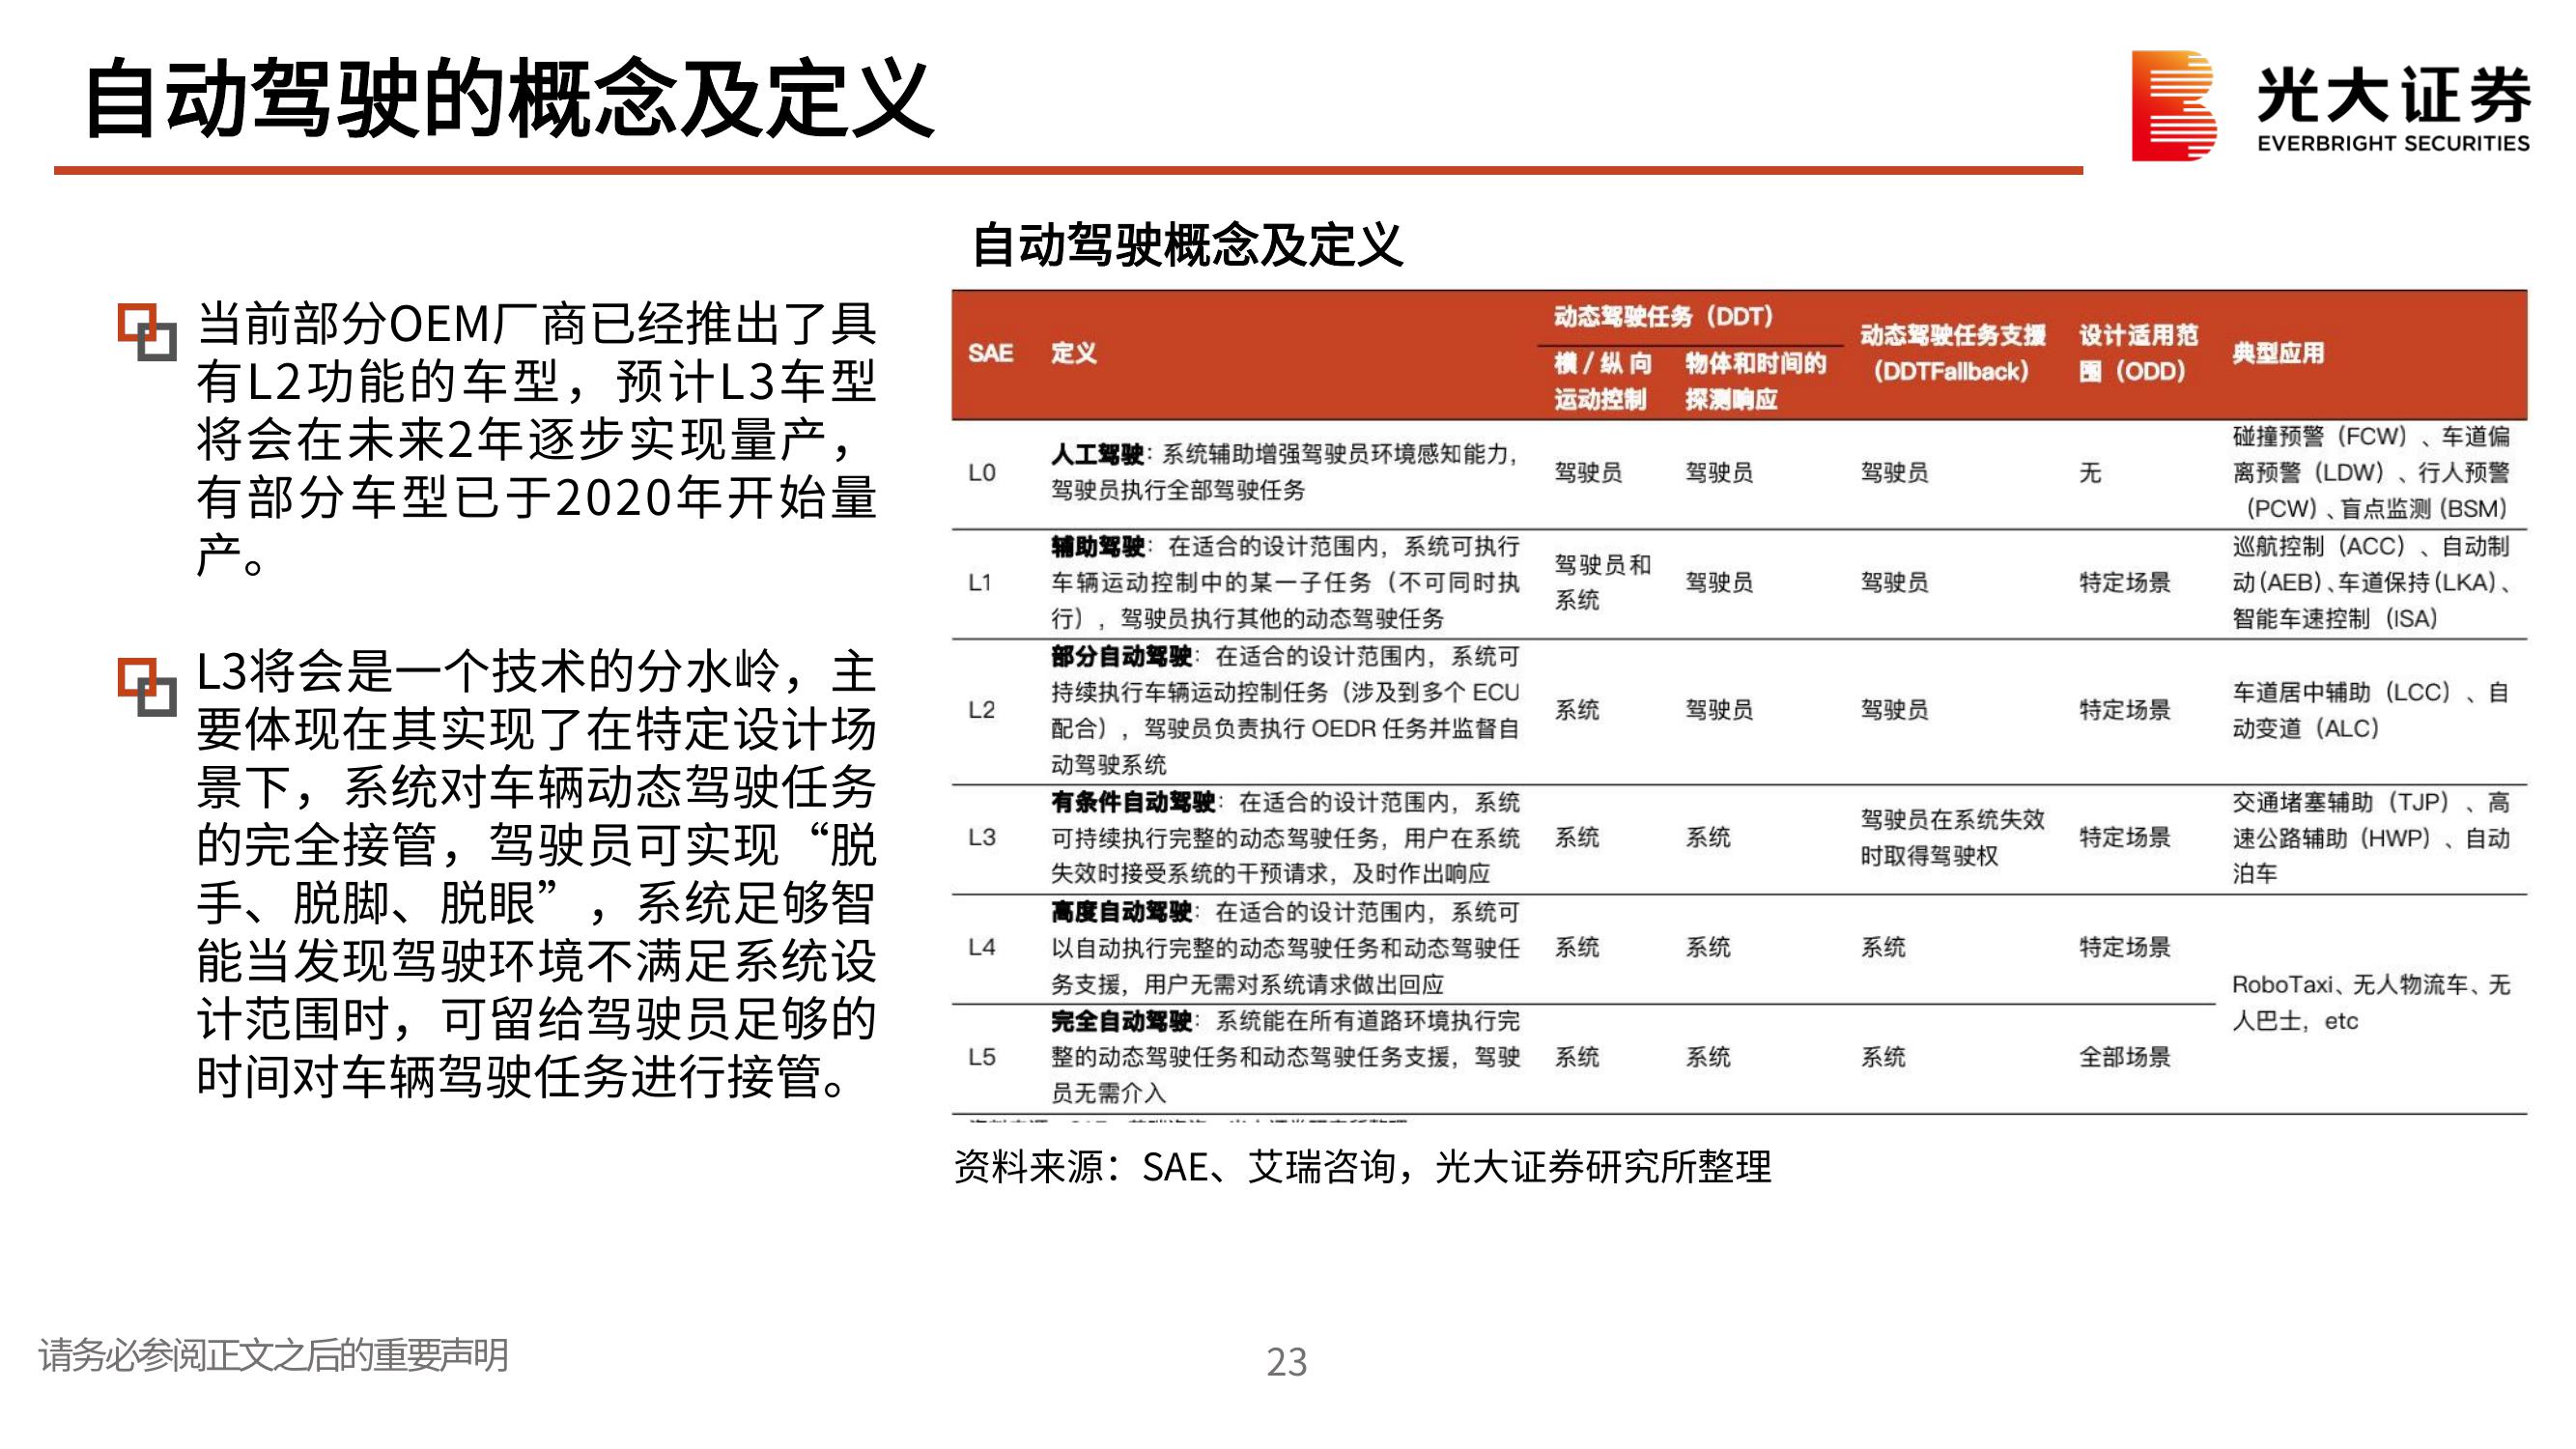 自动驾驶的概念及定义
光大证券
EVERBRIGHT SECURITIES
当前部分OEM厂商已经推出了具
有L2功能的车型，预计L3车型
将会在未来2年逐步实现量产，
有部分车型已于2020年开始量
产。
L3将会是一个技术的分水岭，主
要体现在其实现了在特定设计场
景下，系统对车辆动态驾驶任务
的完全接管，驾驶员可实现“脱
手、脱脚、脱眼”，系统足够智
能当发现驾驶环境不满足系统设
计范围时，可留给驾驶员足够的
时间对车辆驾驶任务进行接管。
自动驾驶概念及定义
SAE
定义
动态驾驶任务（DDT）
横/纵向
运动控制
物体和时间的
探测响应
动态驾驶任务支援
（DDTFallback）
设计适用范
围（ODD）
典型应用
L0
人工驾驶：系统辅助增强驾驶员环境感知能力，
驾驶员执行全部驾驶任务
驾驶员
驾驶员
驾驶员
无
碰撞预警（FCW）、车道偏
离预警（LDW）、行人预警
（PCW）、盲点监测（BSM）
L1
辅助驾驶：在适合的设计范围内，系统可执行
车辆运动控制中的某一子任务（不可同时执
行），驾驶员执行其他的动态驾驶任务
驾驶员和
系统
驾驶员
驾驶员
特定场景
巡航控制（ACC）、自动制
动（AEB）、车道保持（LKA）、
智能车速控制（ISA）
L2
部分自动驾驶：在适合的设计范围内，系统可
持续执行车辆运动控制任务（涉及到多个 ECU
配合），驾驶员负责执行 OEDR 任务并监督自
动驾驶系统
系统
驾驶员
驾驶员
特定场景
车道居中辅助（LCC）、自
动变道（ALC）
L3
有条件自动驾驶：在适合的设计范围内，系统
可持续执行完整的动态驾驶任务，用户在系统
失效时接受系统的干预请求，及时作出响应
系统
系统
驾驶员在系统失效
时取得驾驶权
特定场景
交通堵塞辅助（TJP）、高
速公路辅助（HWP）、自动
泊车
L4
高度自动驾驶：在适合的设计范围内，系统可
以自动执行完整的动态驾驶任务和动态驾驶任
务支援，用户无需对系统请求做出回应
系统
系统
系统
特定场景
RoboTaxi、无人物流车、无
人巴士，etc
L5
完全自动驾驶：系统能在所有道路环境执行完
整的动态驾驶任务和动态驾驶任务支援，驾驶
员无需介入
系统
系统
系统
全部场景
资料来源：SAE、艾瑞咨询，光大证券研究所整理
请务必参阅正文之后的重要声明
23